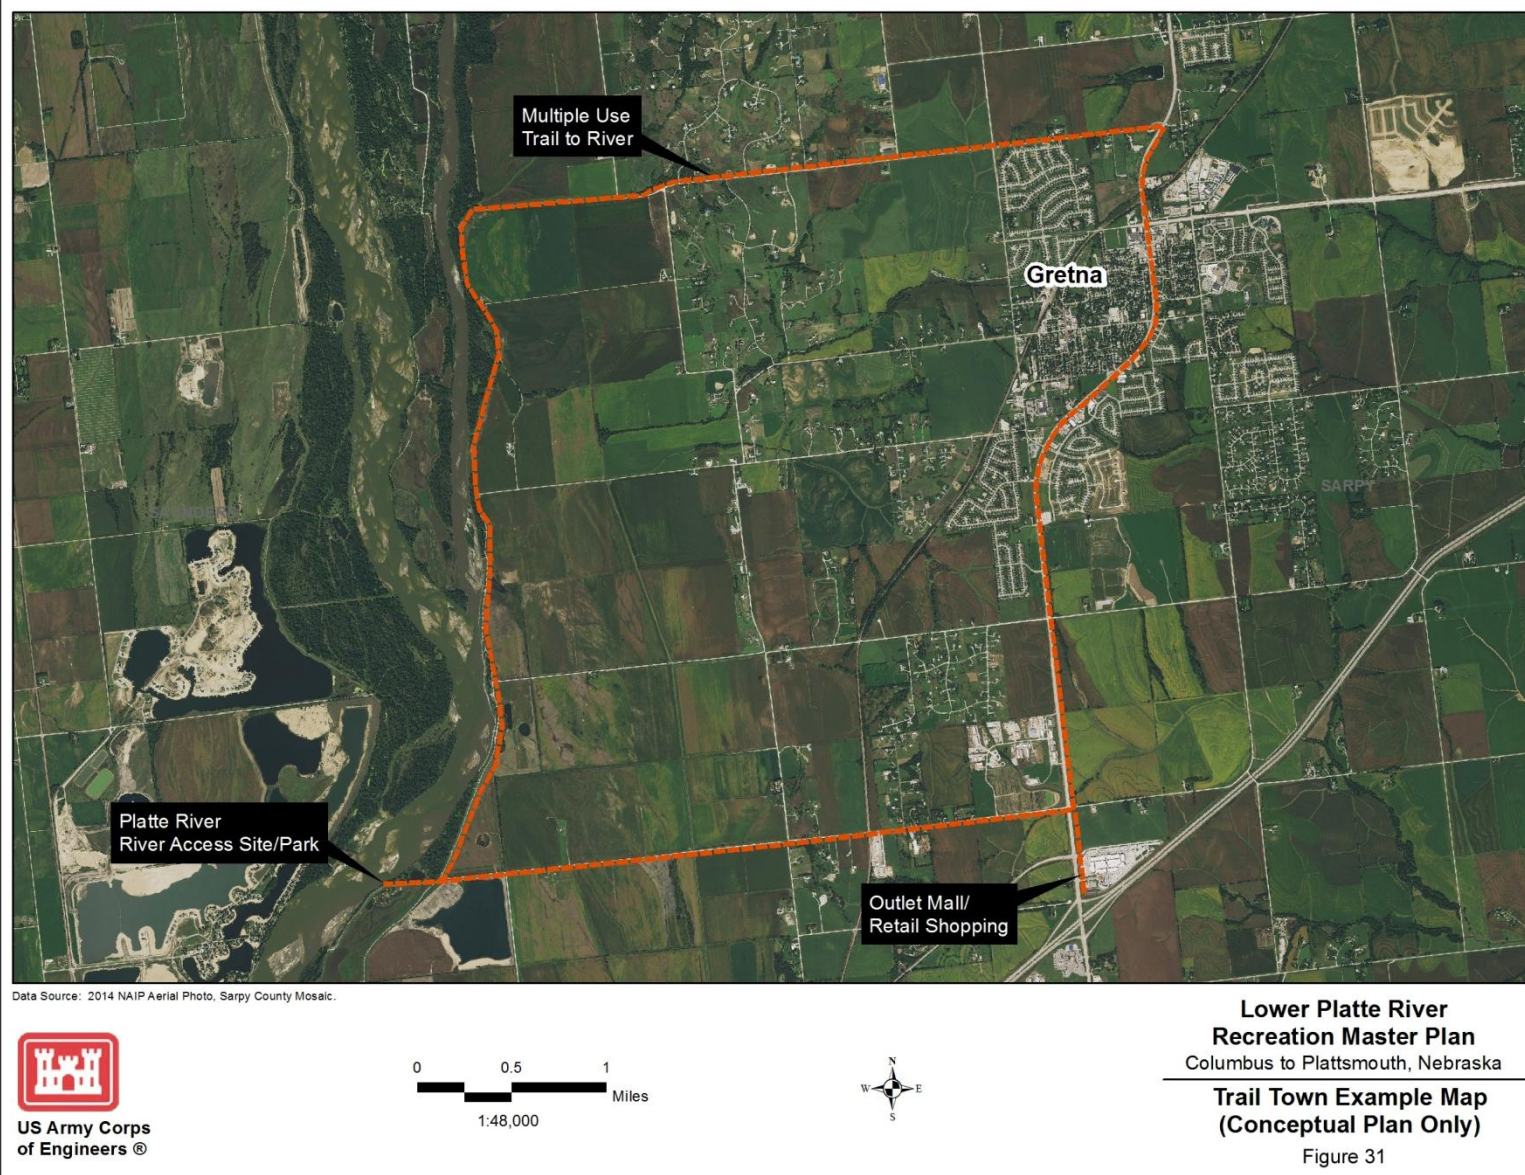 Multiple Use
Trail to River
Gretna
SARPY
SAUNDERS
Platte River
River Access Site/Park
Outlet Mall/
Retail Shopping
Data Source: 2014 NAIP Aerial Photo, Sarpy County Mosaic.
US Army Corps
of Engineers ®
0 0.5 1
Miles
1:48,000
N
W E
S
Lower Platte River
Recreation Master Plan
Columbus to Plattsmouth, Nebraska
Trail Town Example Map
(Conceptual Plan Only)
Figure 31